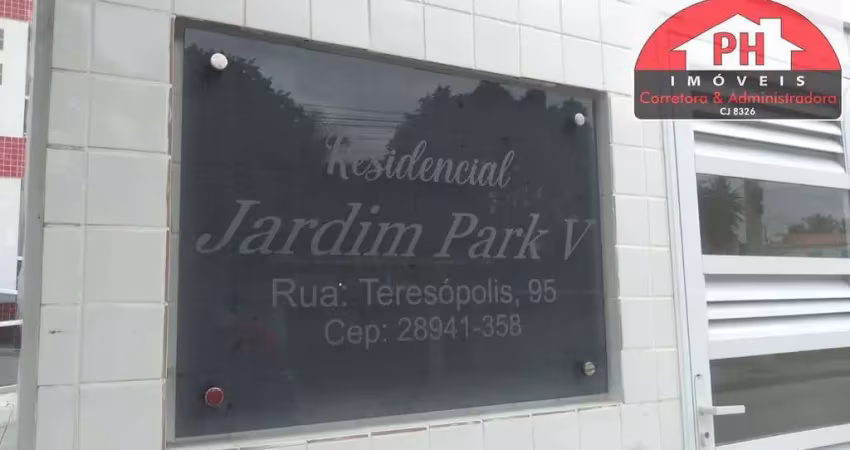 PH
IMÓVEIS
Corretora & Administradora
CJ 8326
Residencial
Jardim Park V
Rua: Teresópolis, 95
Cep: 28941-358